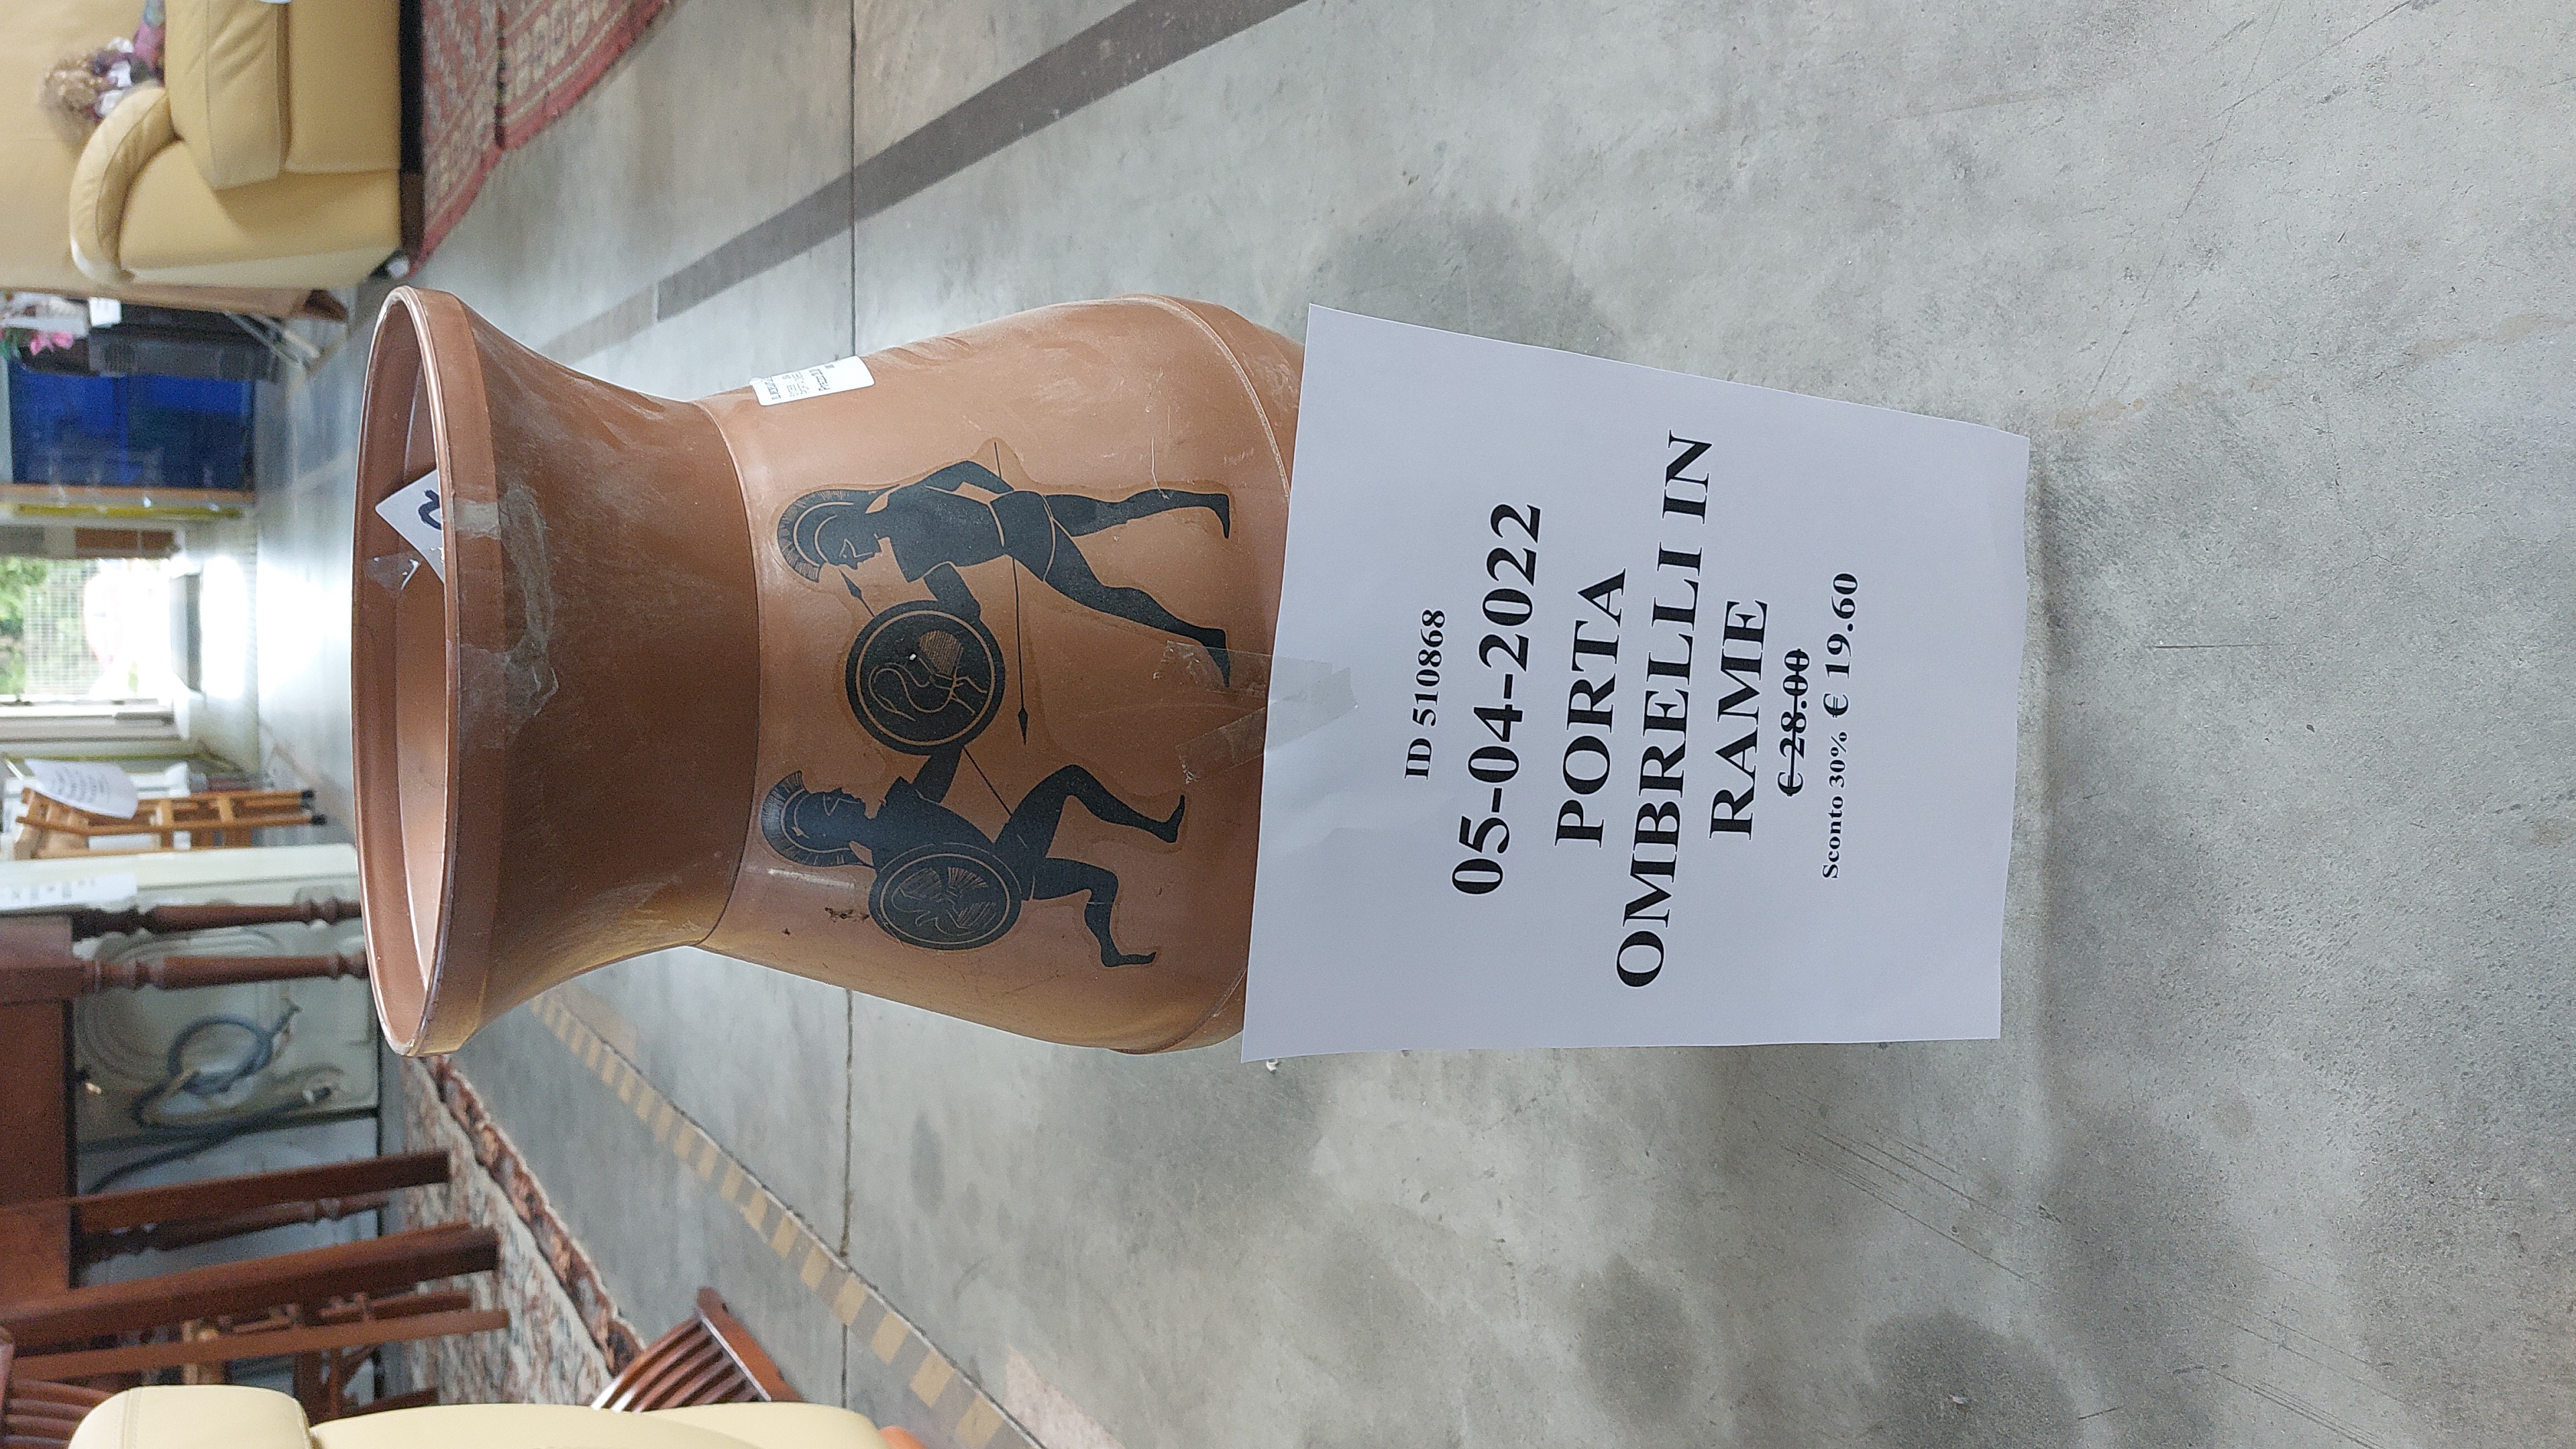 ID 510868
05-04-2022
PORTA
OMBRELLI IN
RAME
€ 28.00
Sconto 30% € 19.60